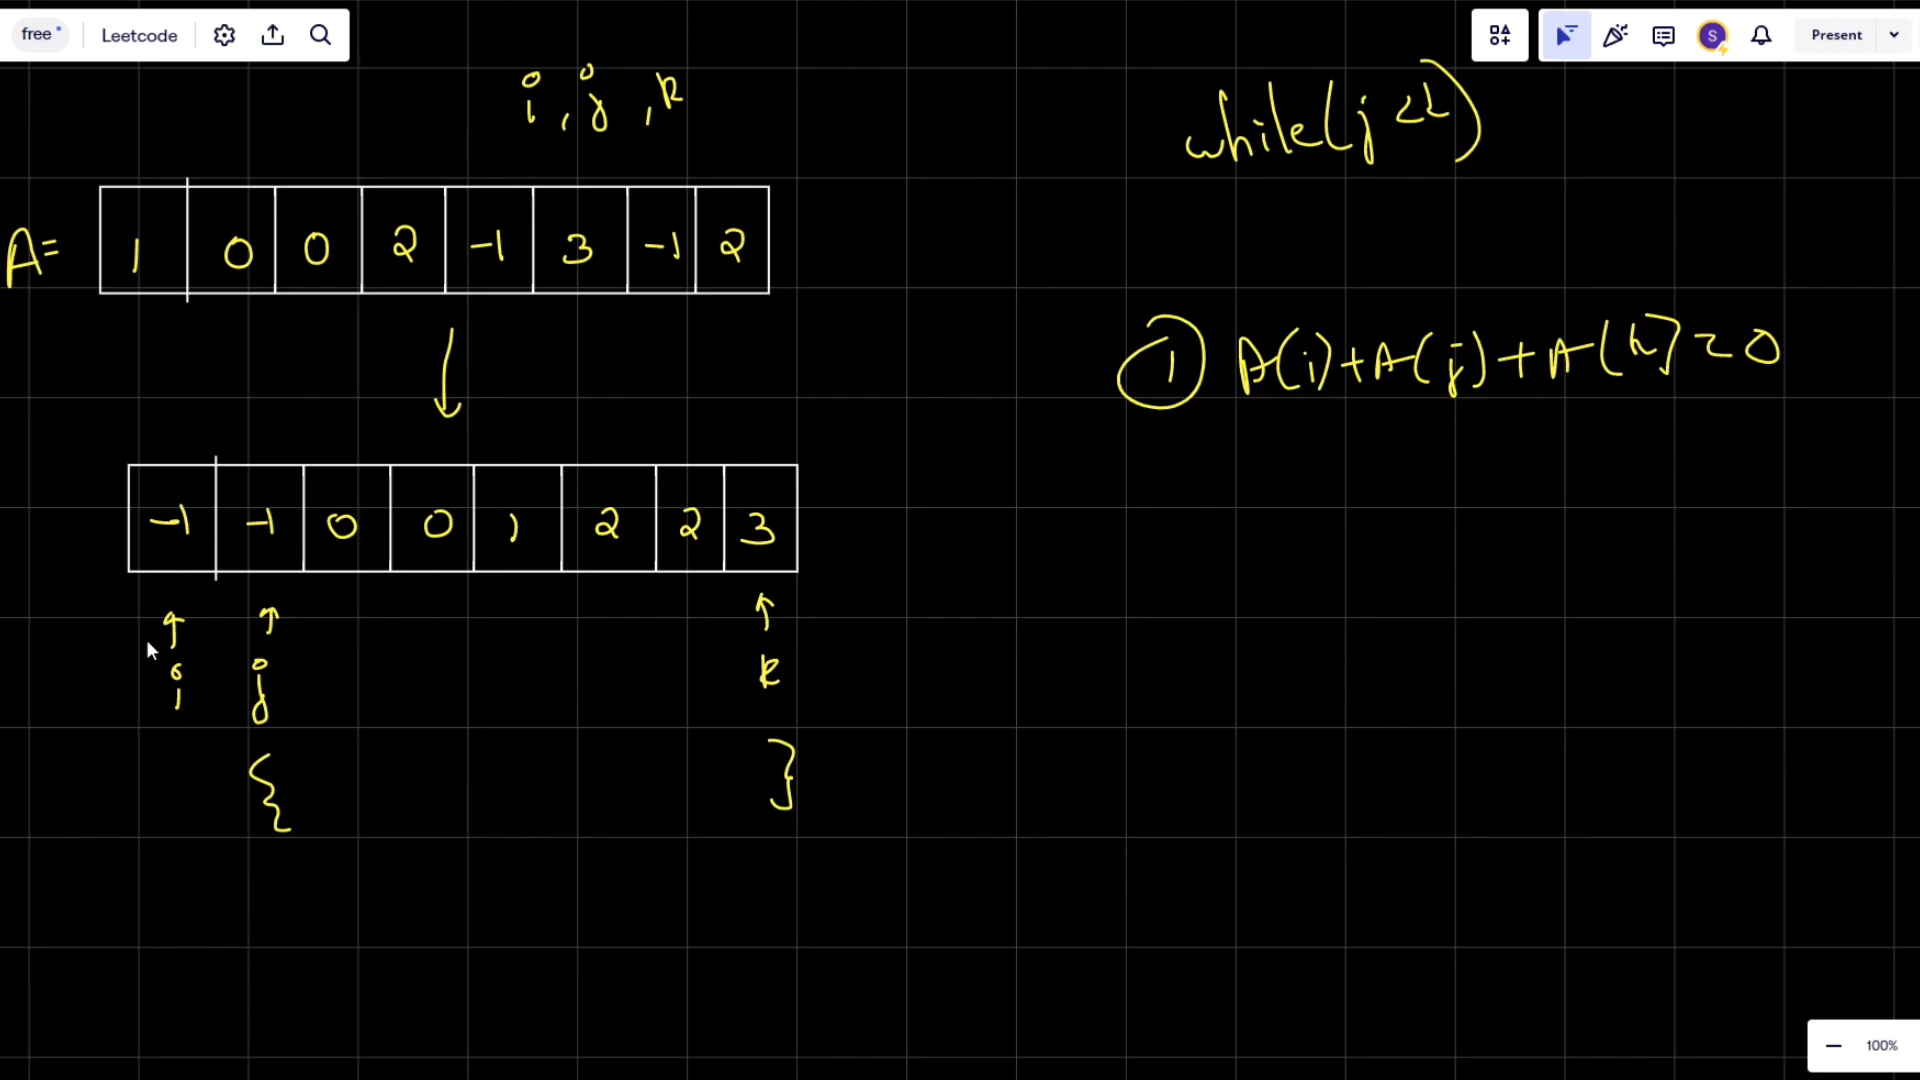 free Leetcode Present
i, j, k
while(j<k)
A= 1 0 0 2 -1 3 -1 2
① A(i)+A(j)+A(k]=0
-1 -1 0 0 1 2 2 3
i j k
{ }
100%